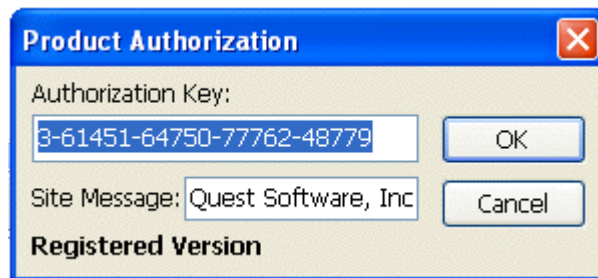 Product Authorization
Authorization Key:
3-61451-64750-77762-48779
OK
Site Message: Quest Software, Inc
Cancel
Registered Version